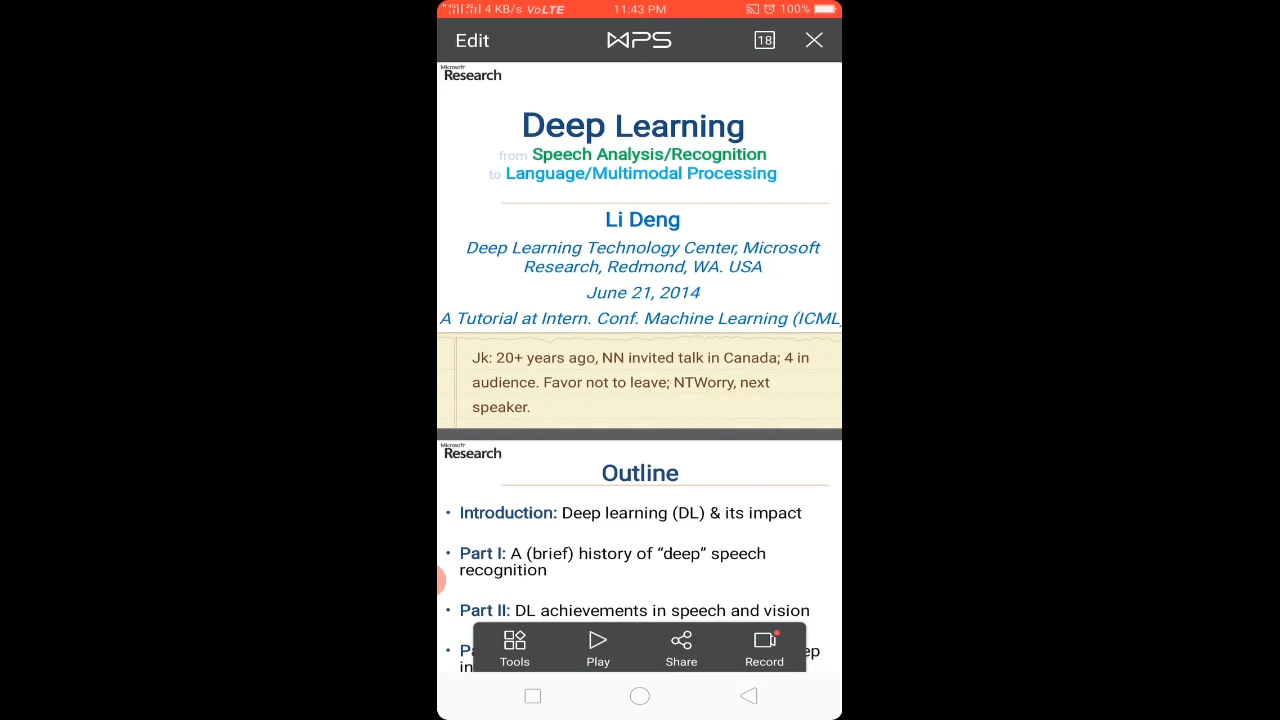 4 KB/s VoLTE 11:43 PM 100%
Edit WPS 18
Microsoft
Research
Deep Learning
from Speech Analysis/Recognition
to Language/Multimodal Processing
Li Deng
Deep Learning Technology Center, Microsoft
Research, Redmond, WA. USA
June 21, 2014
A Tutorial at Intern. Conf. Machine Learning (ICML
Jk: 20+ years ago, NN invited talk in Canada; 4 in
audience. Favor not to leave; NTWorry, next
speaker.
Microsoft
Research
Outline
• Introduction: Deep learning (DL) & its impact
• Part I: A (brief) history of “deep” speech
recognition
• Part II: DL achievements in speech and vision
Tools Play Share Record